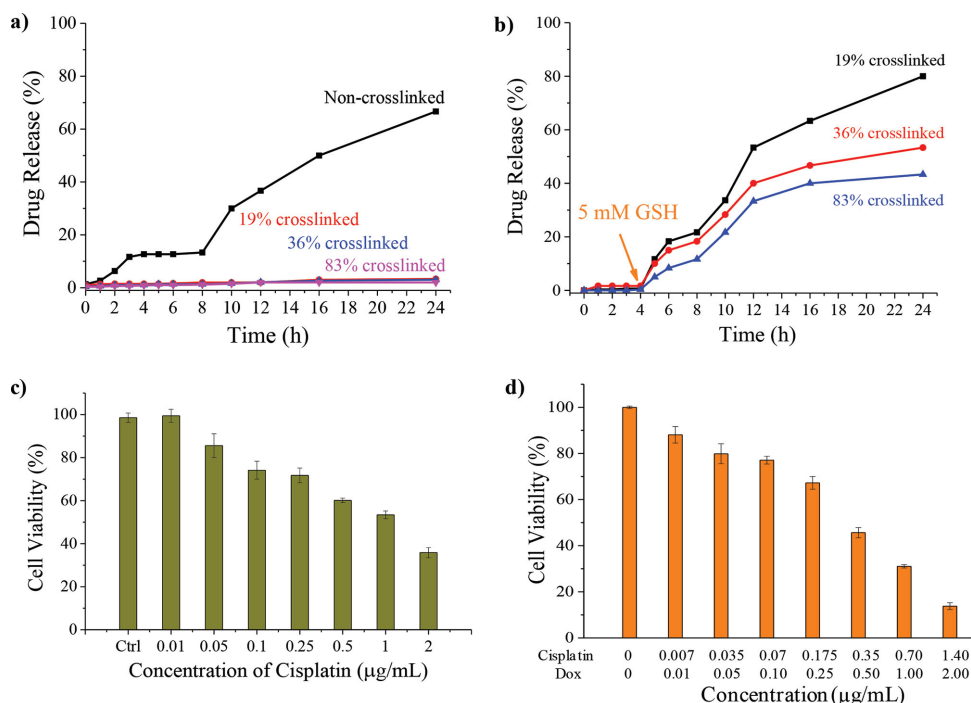 a)
Drug Release (%)
100
80
60
40
20
0
Non-crosslinked
19% crosslinked
36% crosslinked
83% crosslinked
0 2 4 6 8 10 12 14 16 18 20 22 24
Time (h)
b)
Drug Release (%)
100
80
60
40
20
0
19% crosslinked
36% crosslinked
83% crosslinked
5 mM GSH
0 2 4 6 8 10 12 14 16 18 20 22 24
Time (h)
c)
Cell Viability (%)
100
80
60
40
20
0
Ctrl 0.01 0.05 0.1 0.25 0.5 1 2
Concentration of Cisplatin (μg/mL)
d)
Cell Viability (%)
100
80
60
40
20
0
Cisplatin 0 0.007 0.035 0.07 0.175 0.35 0.70 1.40
Dox 0 0.01 0.05 0.10 0.25 0.50 1.00 2.00
Concentration (μg/mL)